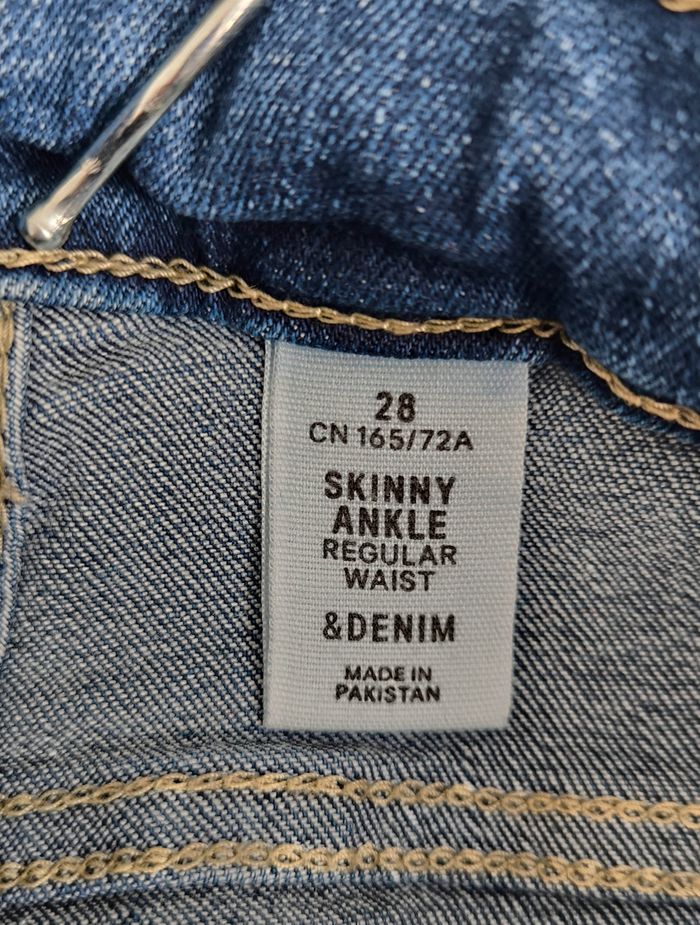 28
CN 165/72A
SKINNY
ANKLE
REGULAR
WAIST
&DENIM
MADE IN
PAKISTAN